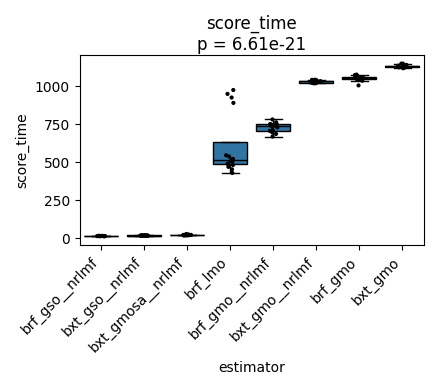 score_time
p = 6.61e-21
score_time
1000
750
500
250
0
brf_gso__nrlmf
bxt_gso__nrlmf
bxt_gmosa__nrlmf
brf_lmo
brf_gmo__nrlmf
bxt_gmo__nrlmf
brf_gmo
bxt_gmo
estimator